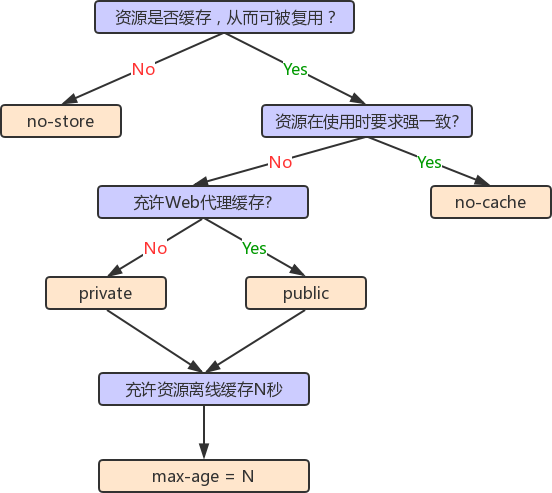 资源是否缓存，从而可被复用？
No
Yes
no-store
资源在使用时要求强一致?
No
Yes
充许Web代理缓存?
no-cache
No
Yes
private
public
充许资源离线缓存N秒
max-age = N